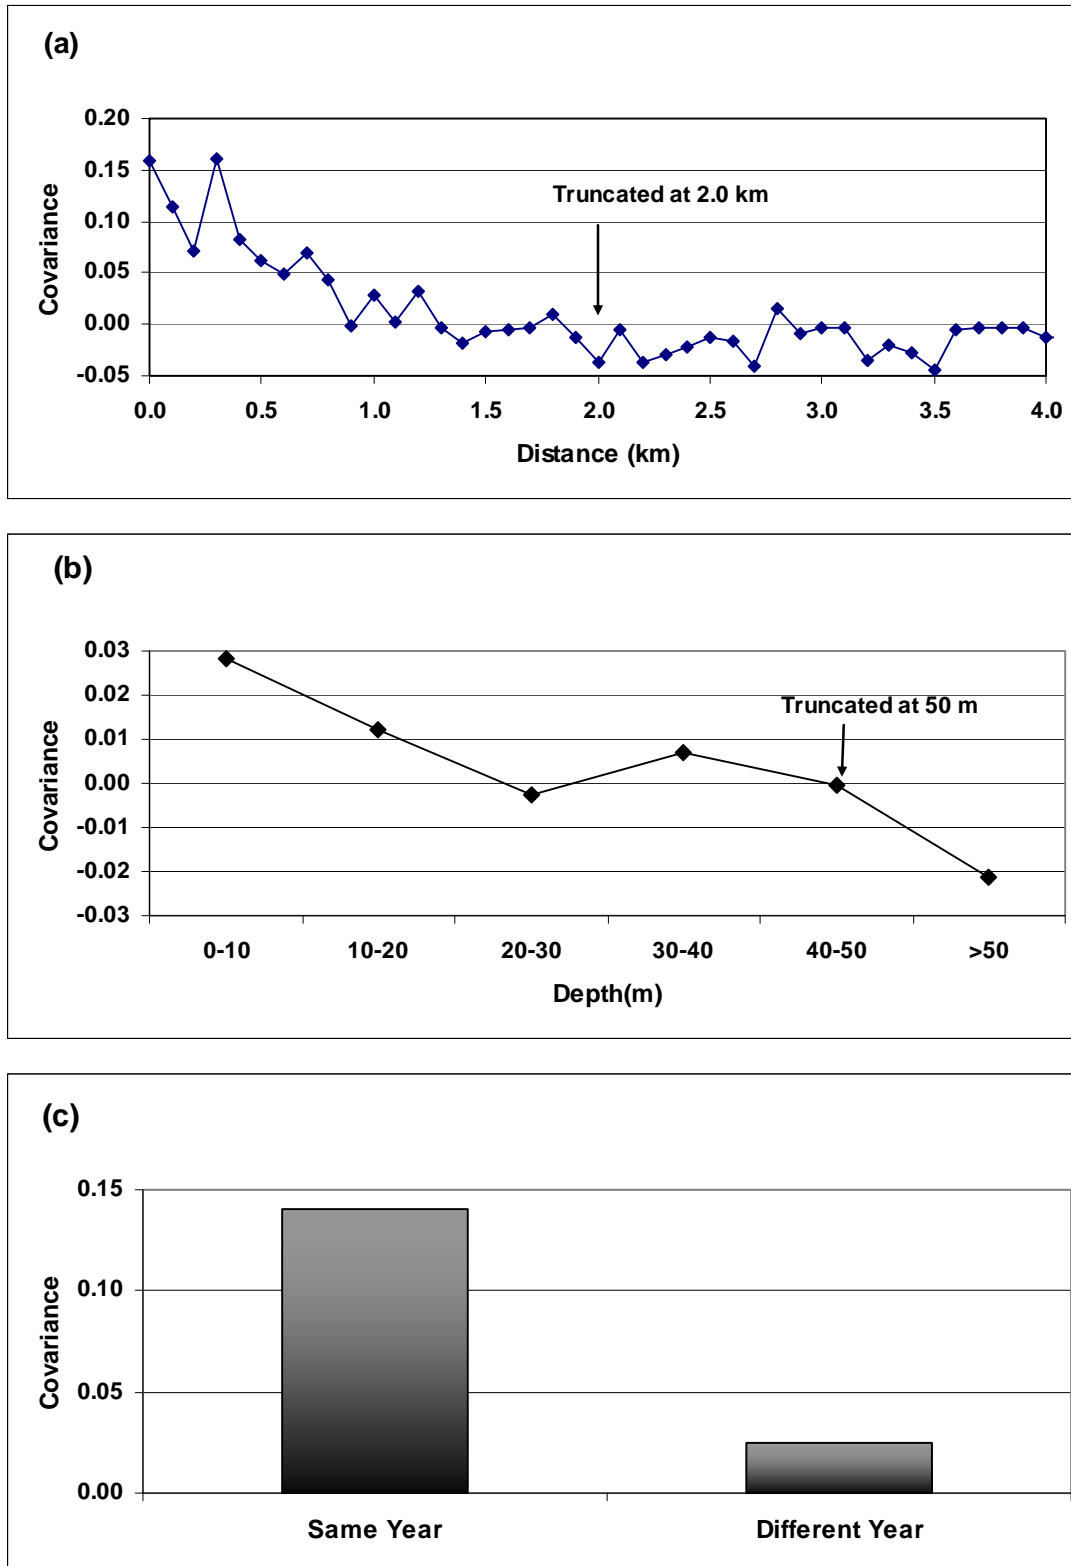 (a)
0.20
0.15
0.10
0.05
0.00
-0.05
Covariance
Truncated at 2.0 km
0.0 0.5 1.0 1.5 2.0 2.5 3.0 3.5 4.0
Distance (km)
(b)
0.03
0.02
0.01
0.00
-0.01
-0.02
-0.03
Covariance
Truncated at 50 m
0-10 10-20 20-30 30-40 40-50 >50
Depth(m)
(c)
0.15
0.10
0.05
0.00
Covariance
Same Year Different Year